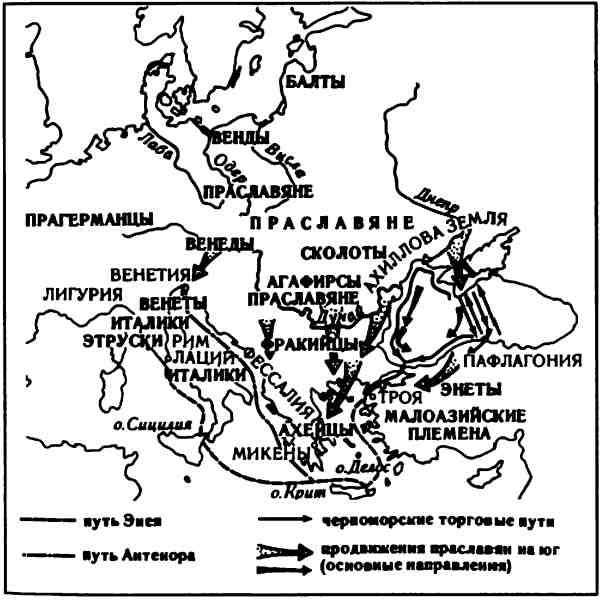 БАЛТЫ
ВЕНДЫ
Лаба
Одер
Висла
ПРАСЛАВЯНЕ
Днепр
ПРАГЕРМАНЦЫ
ПРАСЛАВЯНЕ
АХИЛЛОВА ЗЕМЛЯ
ВЕНЕДЫ
СКОЛОТЫ
ВЕНЕТИЯ
АГАФИРСЫ
ЛИГУРИЯ
ВЕНЕТЫ
ПРАСЛАВЯНЕ
ИТАЛИКИ
Дунай
ЭТРУСКИ
РИМ
ФРАКИЙЦЫ
ЛАЦИЙ
ФЕССАЛИЯ
ПАФЛАГОНИЯ
ИТАЛИКИ
ЭНЕТЫ
ТРОЯ
МАЛОАЗИЙСКИЕ
ПЛЕМЕНА
о.Сицилия
АХЕЙЦЫ
МИКЕНЫ
о.Делос
о.Крит
путь Энея
черноморские торговые пути
путь Антенора
продвижения праславян на юг
(основные направления)